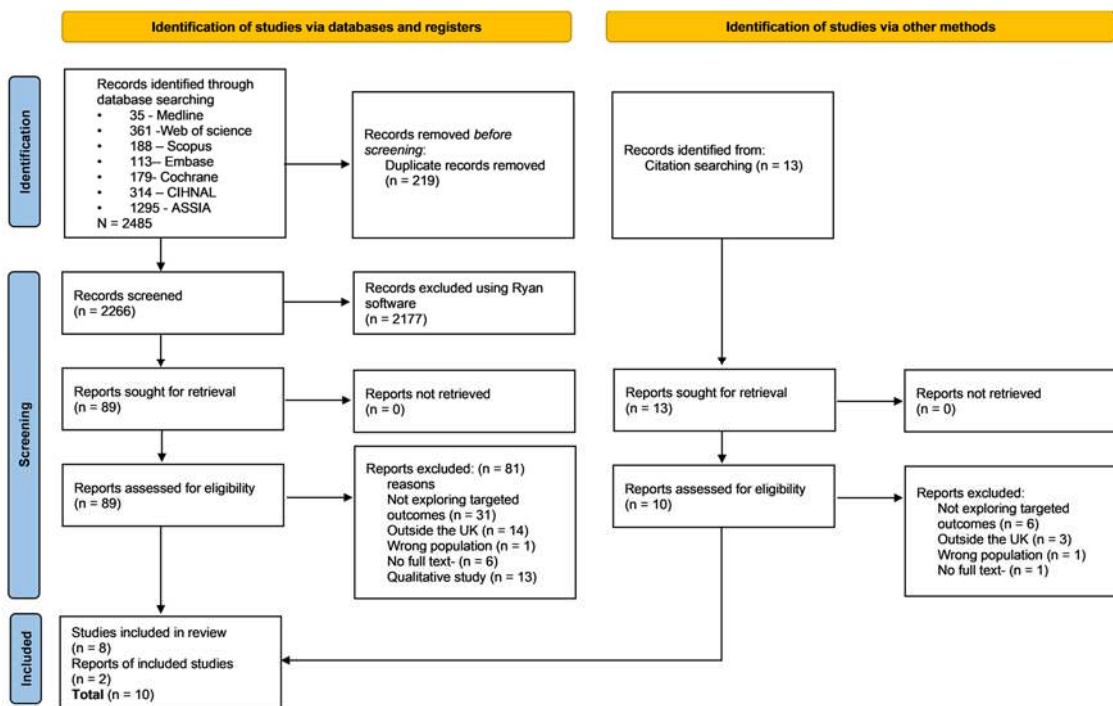 Identification of studies via databases and registers
Identification of studies via other methods
Identification
Records identified through
database searching
• 35 - Medline
• 361 -Web of science
• 188 – Scopus
• 113– Embase
• 179- Cochrane
• 314 – CIHNAL
• 1295 - ASSIA
N = 2485
Records removed before
screening:
Duplicate records removed
(n = 219)
Records identified from:
Citation searching (n = 13)
Screening
Records screened
(n = 2266)
Records excluded using Ryan
software
(n = 2177)
Reports sought for retrieval
(n = 89)
Reports not retrieved
(n = 0)
Reports sought for retrieval
(n = 13)
Reports not retrieved
(n = 0)
Reports assessed for eligibility
(n = 89)
Reports excluded: (n = 81)
reasons
Not exploring targeted
outcomes (n = 31)
Outside the UK (n = 14)
Wrong population (n = 1)
No full text- (n = 6)
Qualitative study (n = 13)
Reports assessed for eligibility
(n = 10)
Reports excluded:
Not exploring targeted
outcomes (n = 6)
Outside the UK (n = 3)
Wrong population (n = 1)
No full text- (n = 1)
Included
Studies included in review
(n = 8)
Reports of included studies
(n = 2)
Total (n = 10)